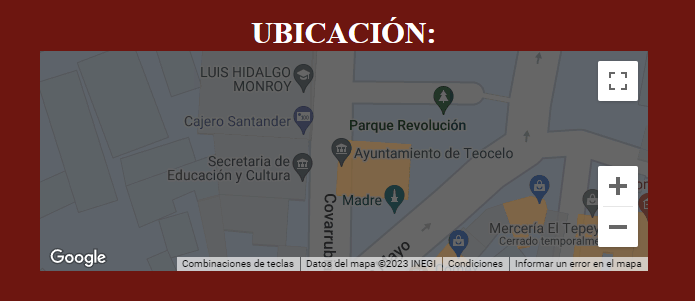 UBICACIÓN:
LUIS HIDALGO
MONROY
Cajero Santander
Parque Revolución
Secretaria de
Educación y Cultura
Ayuntamiento de Teocelo
Madre
Covarrub
Mercería El Tepey
Cerrado temporalme
Google
Combinaciones de teclas
Datos del mapa ©2023 INEGI
Condiciones
Informar un error en el mapa